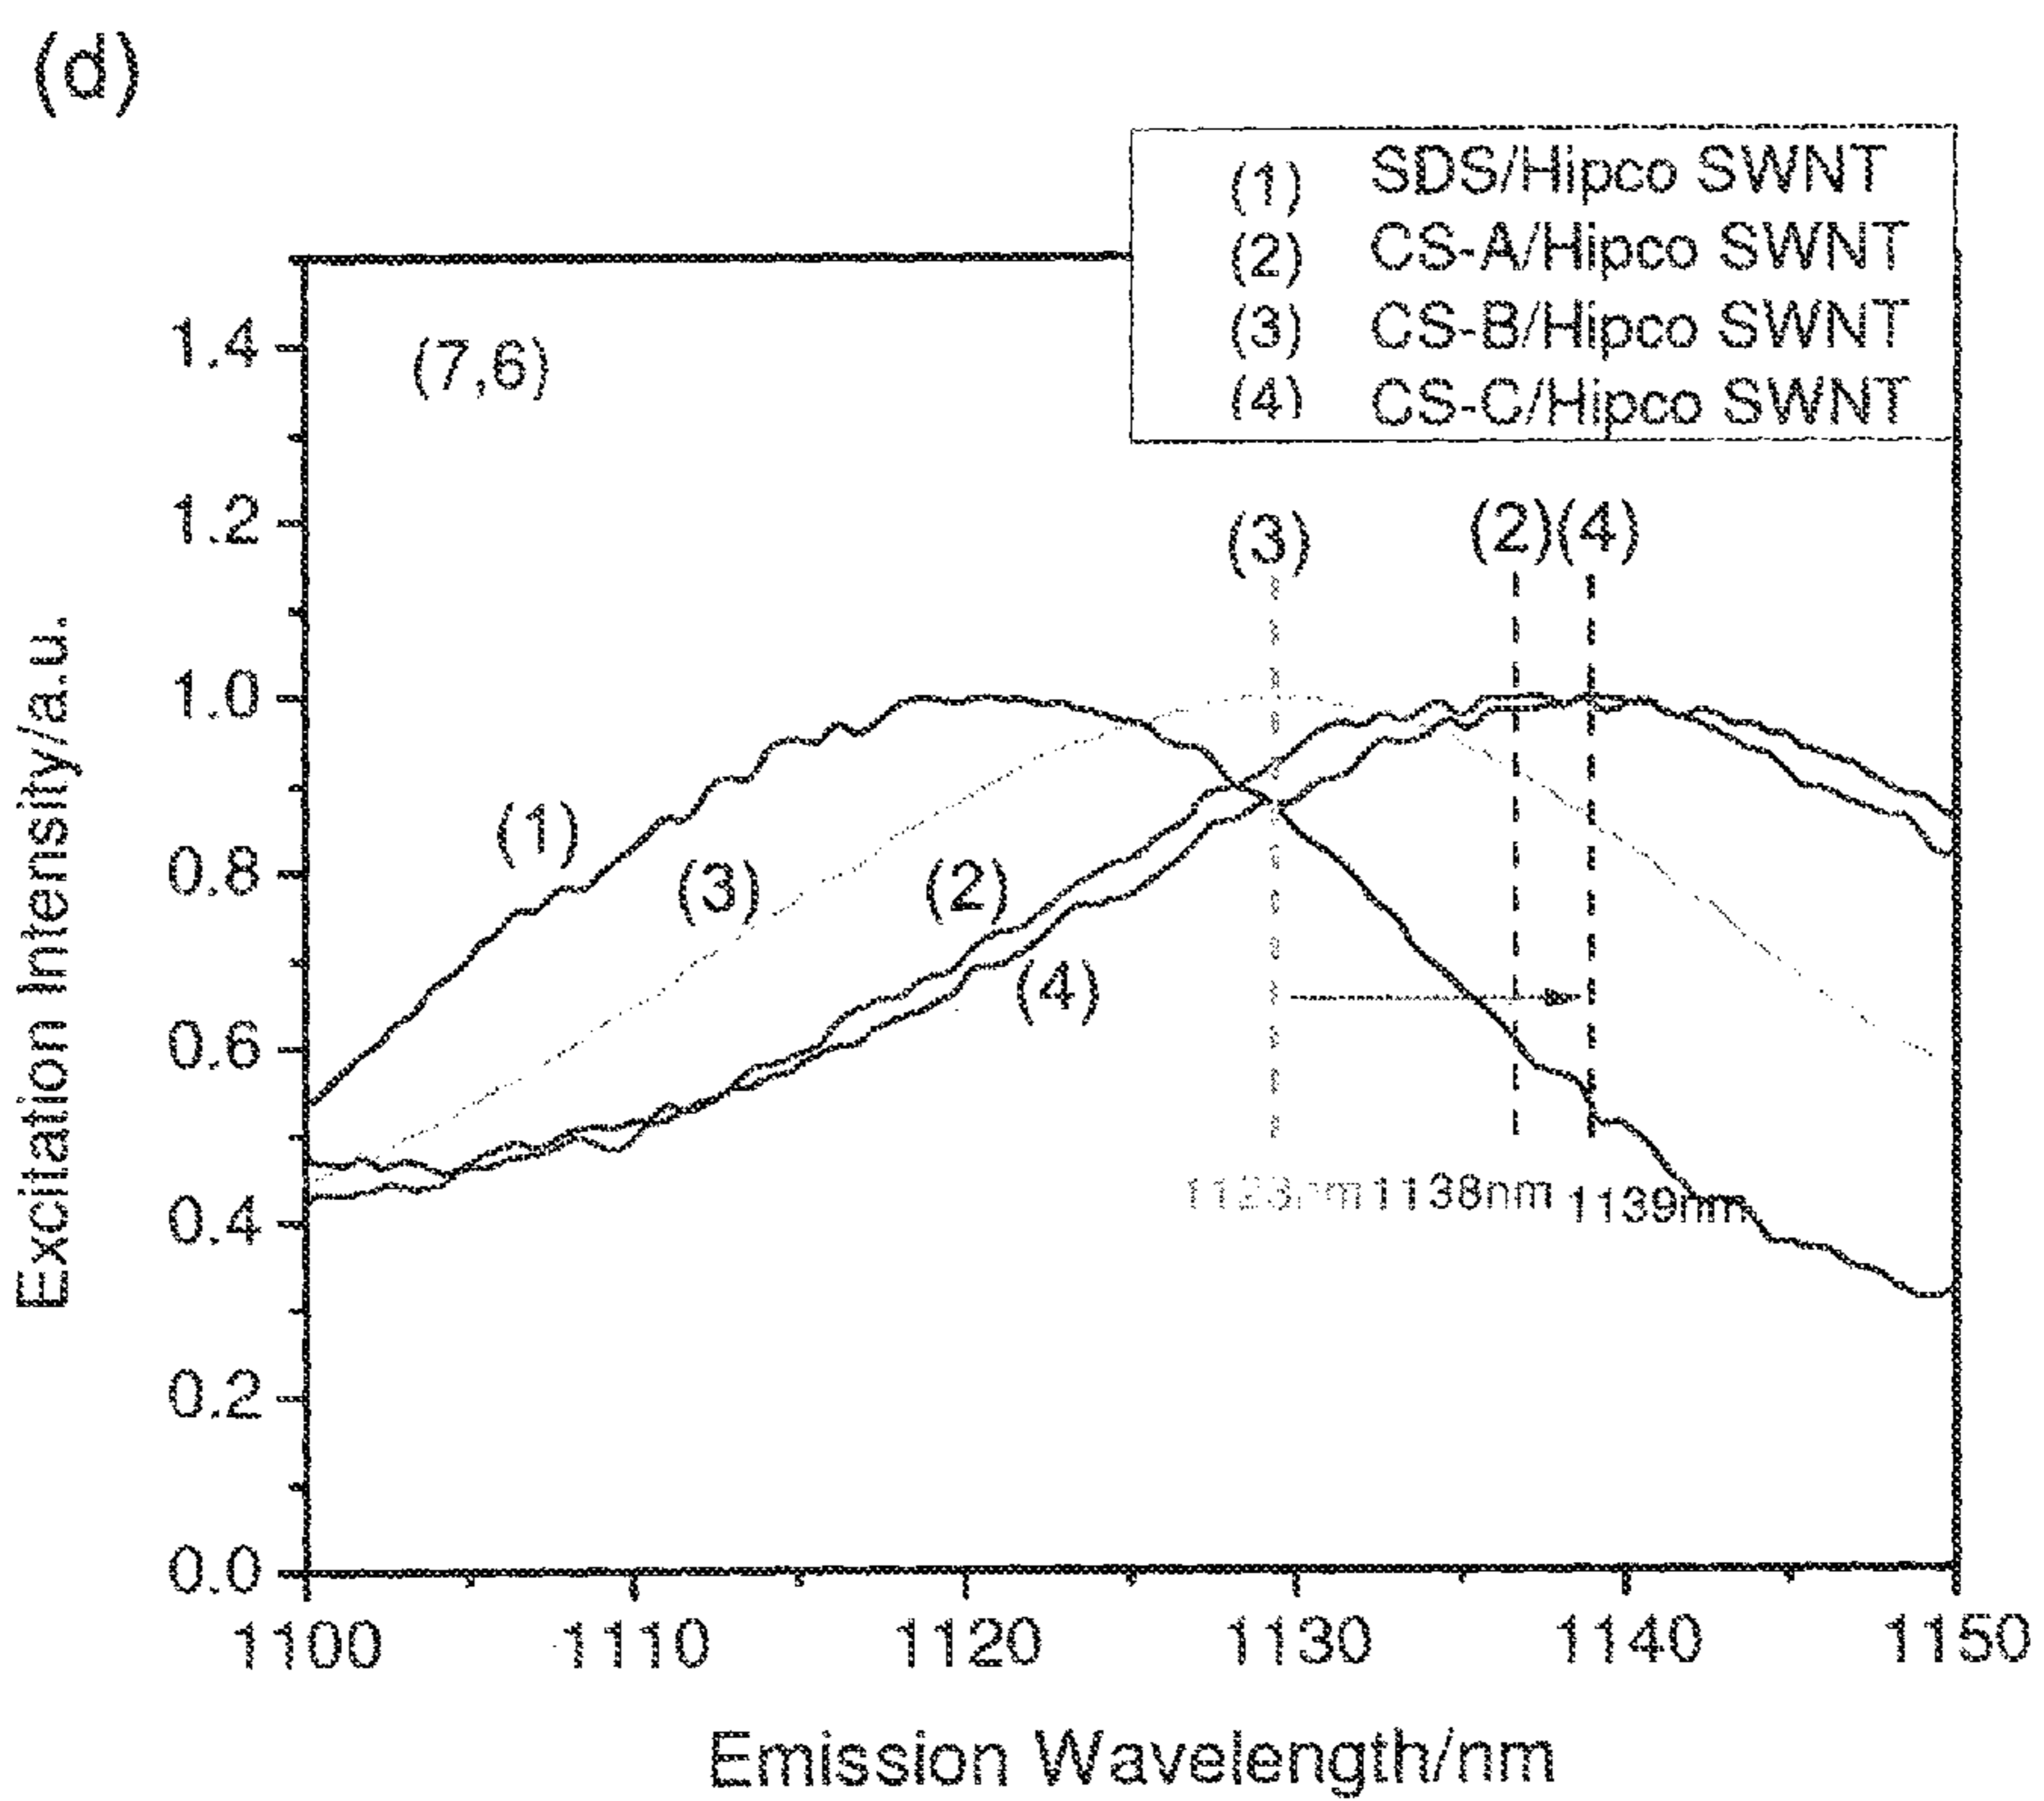 (d)
(1) SDS/Hipco SWNT
(2) CS-A/Hipco SWNT
(3) CS-B/Hipco SWNT
(4) CS-C/Hipco SWNT
(7,6)
1.4
1.2
1.0
0.8
0.6
0.4
0.2
0.0
Excitation Intensity/a.u.
(3) (2) (4)
(1)
(3)
(2)
(4)
1123nm 1138nm 1139nm
1100 1110 1120 1130 1140 1150
Emission Wavelength/nm